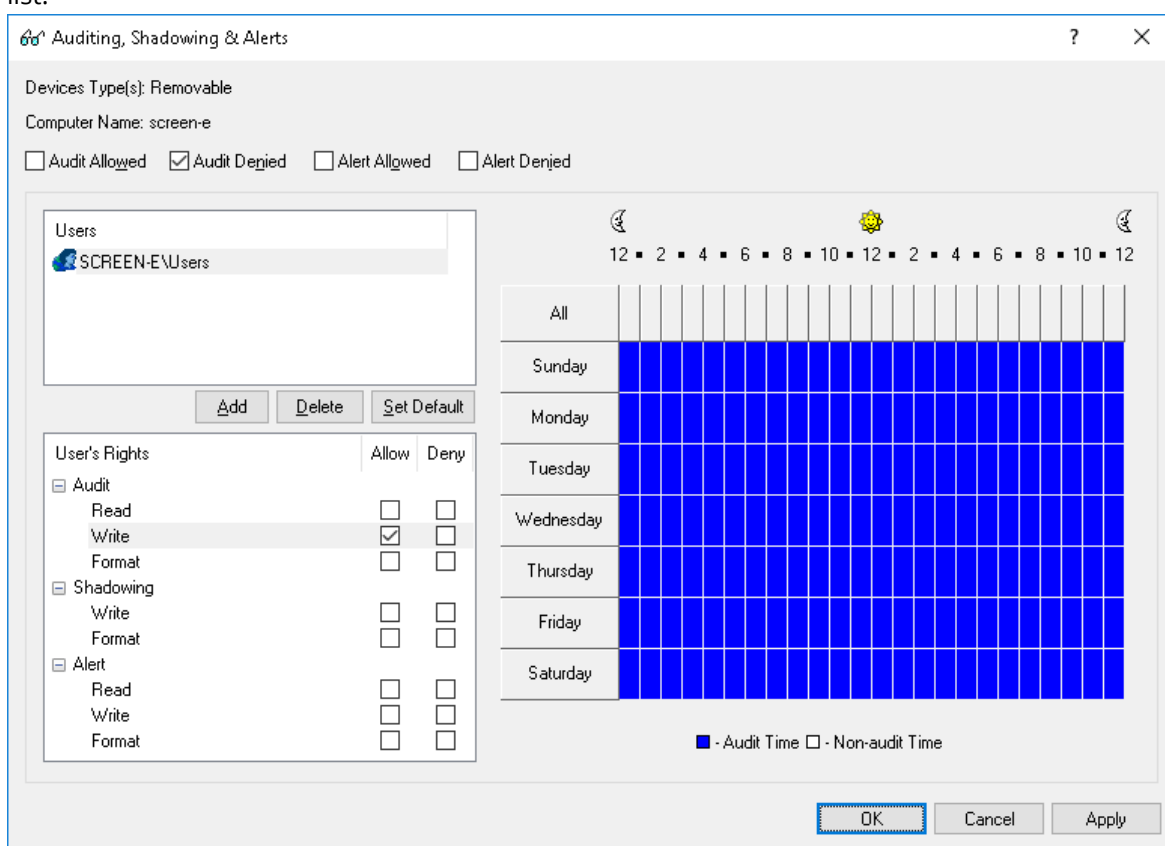 list.
Auditing, Shadowing & Alerts ?
Devices Type(s): Removable
Computer Name: screen-e
Audit Allowed Audit Denied Alert Allowed Alert Denied
Users
SCREEN-E\Users
Add Delete Set Default
User's Rights Allow Deny
Audit
Read
Write
Format
Shadowing
Write
Format
Alert
Read
Write
Format
12 ▪ 2 ▪ 4 ▪ 6 ▪ 8 ▪ 10 ▪ 12 ▪ 2 ▪ 4 ▪ 6 ▪ 8 ▪ 10 ▪ 12
All
Sunday
Monday
Tuesday
Wednesday
Thursday
Friday
Saturday
- Audit Time - Non-audit Time
OK Cancel Apply